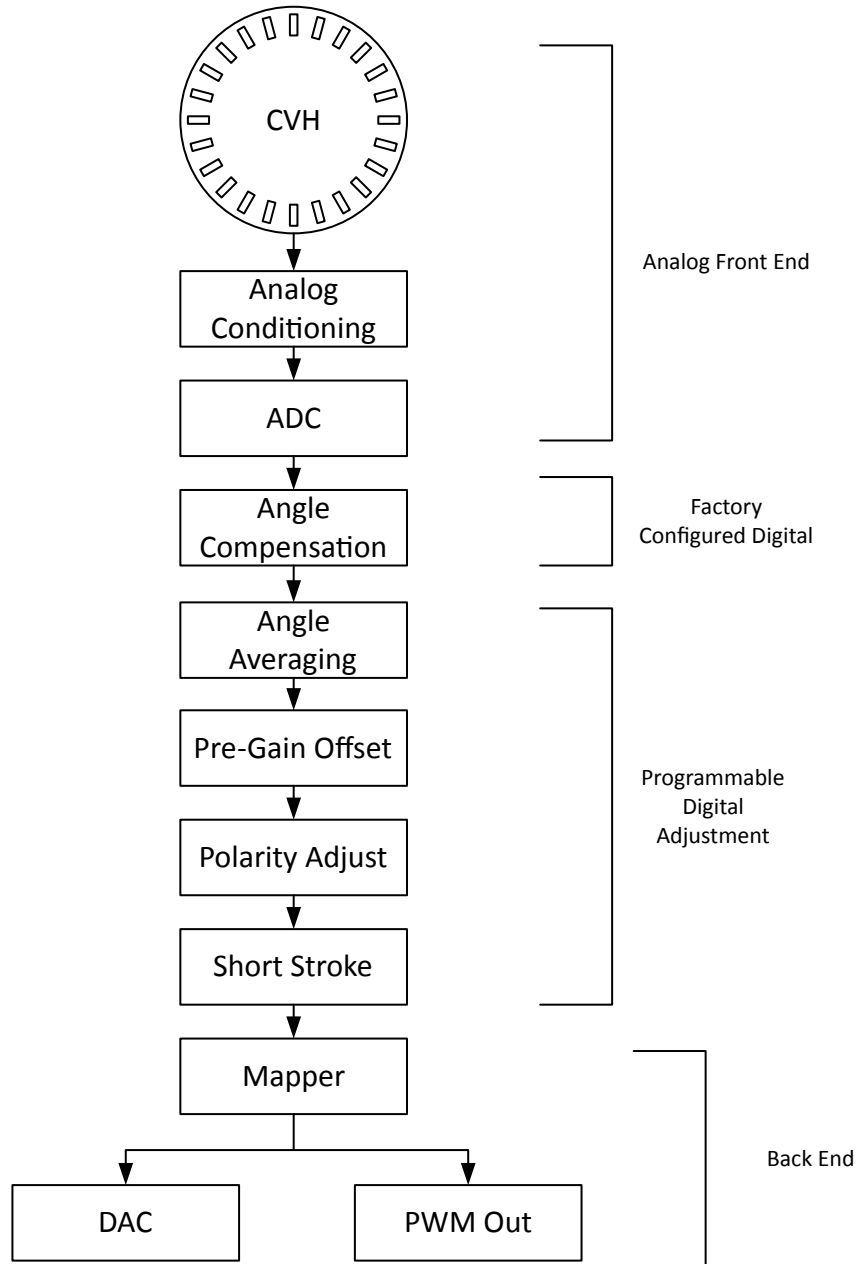 CVH
Analog
Conditioning
Analog Front End
ADC
Angle
Compensation
Factory
Configured Digital
Angle
Averaging
Pre-Gain Offset
Polarity Adjust
Short Stroke
Programmable
Digital
Adjustment
Mapper
DAC
PWM Out
Back End